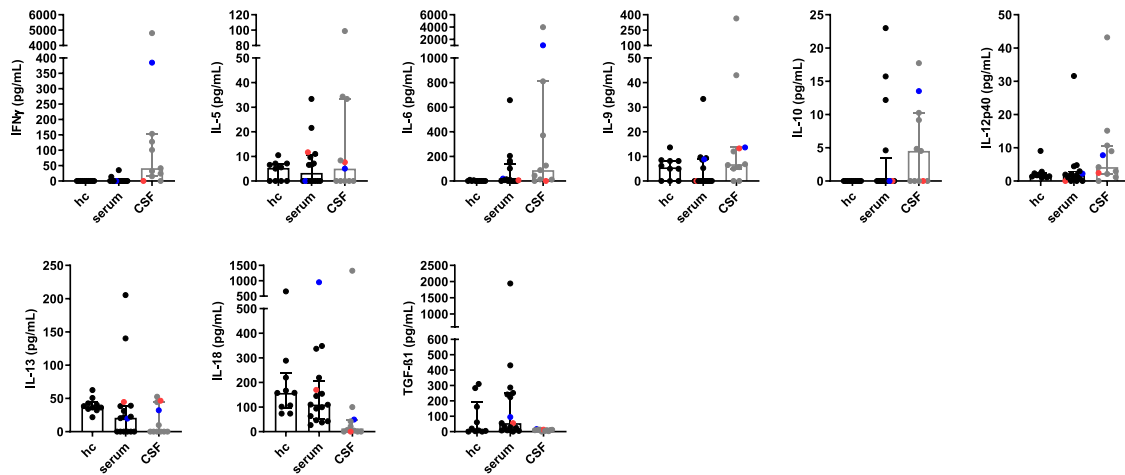 IFNγ (pg/mL)
6000
5000
4000
400
350
300
250
200
150
100
50
0
hc
serum
CSF
IL-5 (pg/mL)
120
100
80
50
40
30
20
10
0
hc
serum
CSF
IL-6 (pg/mL)
6000
4000
2000
1000
800
600
400
200
0
hc
serum
CSF
IL-9 (pg/mL)
400
360
100
50
40
30
20
10
0
hc
serum
CSF
IL-10 (pg/mL)
25
20
15
10
5
0
hc
serum
CSF
IL-12p40 (pg/mL)
50
40
30
20
10
0
hc
serum
CSF
IL-13 (pg/mL)
250
200
150
100
50
0
hc
serum
CSF
IL-18 (pg/mL)
1500
1000
500
500
400
300
200
100
0
hc
serum
CSF
TGF-ß1 (pg/mL)
2500
2000
1500
1000
600
500
400
300
200
100
0
hc
serum
CSF